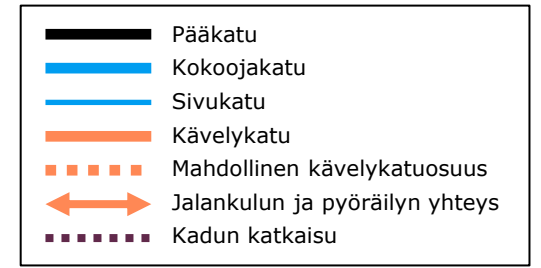 Pääkatu
Kokoojakatu
Sivukatu
Kävelykatu
Mahdollinen kävelykatuosuus
Jalankulun ja pyöräilyn yhteys
Kadun katkaisu